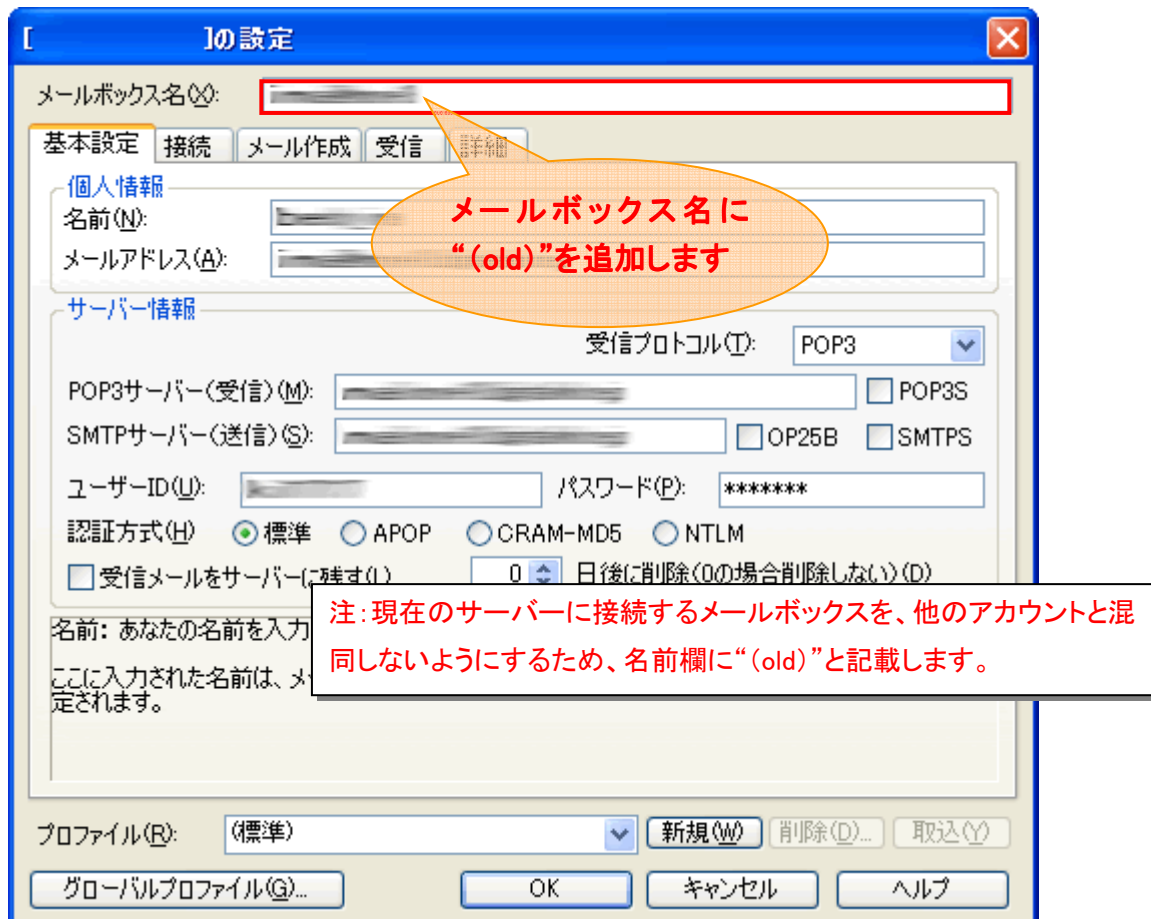 [ ]の設定
メールボックス名(X):
基本設定 接続 メール作成 受信 詳細
個人情報
名前(N):
メールアドレス(A):
メールボックス名に
“(old)”を追加します
サーバー情報
受信プロトコル(T): POP3
POP3サーバー(受信)(M): POP3S
SMTPサーバー(送信)(S): OP25B SMTPS
ユーザーID(U): パスワード(P): *******
認証方式(H) 標準 APOP CRAM-MD5 NTLM
受信メールをサーバーに残す(L) 0 日後に削除(0の場合削除しない)(D)
注:現在のサーバーに接続するメールボックスを、他のアカウントと混
同しないようにするため、名前欄に“(old)”と記載します。
名前: あなたの名前を入力
ここに入力された名前は、メッ
定されます。
プロファイル(R): (標準) 新規(W) 削除(D)... 取込(Y)
グローバルプロファイル(G)... OK キャンセル ヘルプ